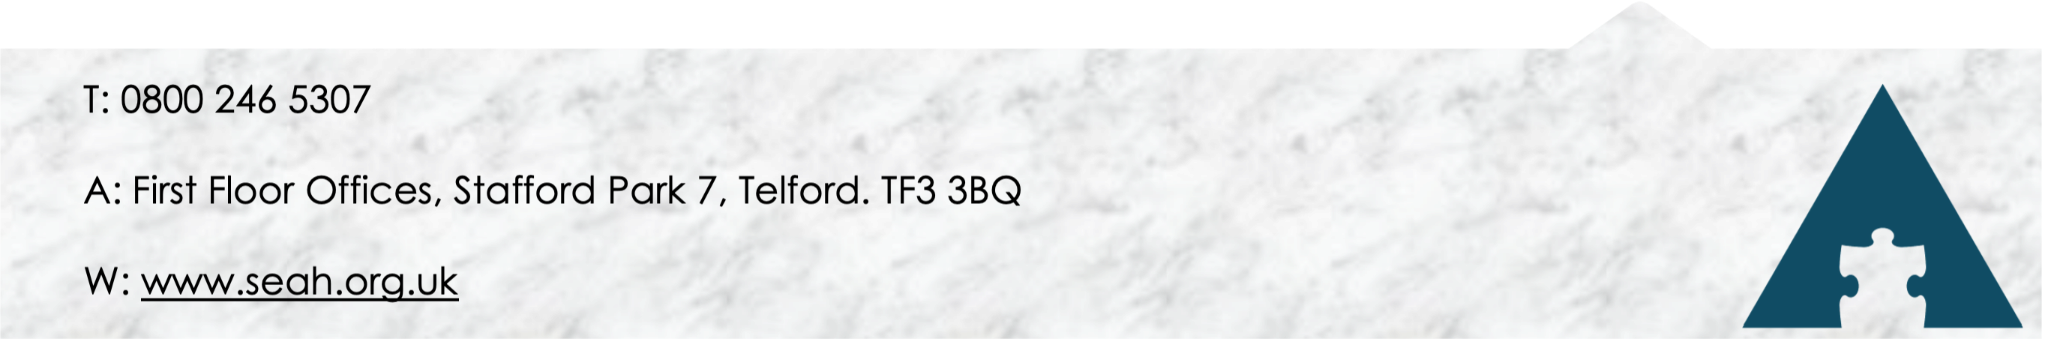 T: 0800 246 5307
A: First Floor Offices, Stafford Park 7, Telford. TF3 3BQ
W: www.seah.org.uk